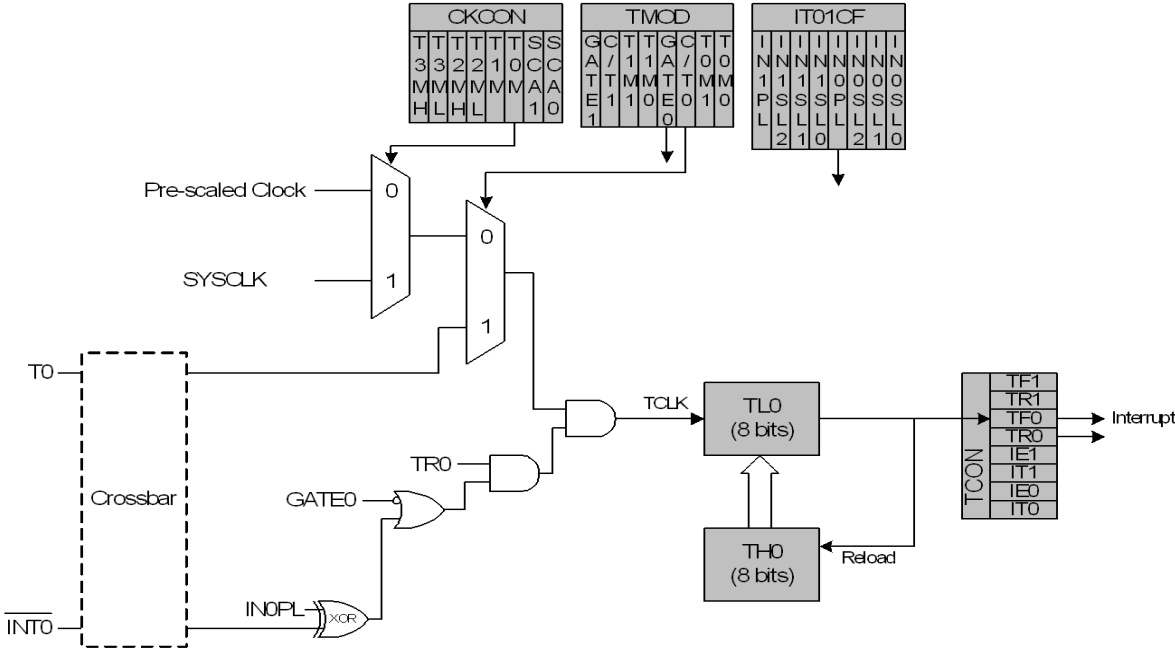 CKCON
T3MH T3ML T2MH T2ML T1M T0M SCA1 SCA0
TMOD
GATE1 C/T1 T1M1 T1M0 GATE0 C/T0 T0M1 T0M0
IT01CF
IN1PL IN1SL2 IN1SL1 IN1SL0 IN0PL IN0SL2 IN0SL1 IN0SL0
Pre-scaled Clock
0
SYSCLK
1
0
1
T0
Crossbar
INT0
TR0
GATE0
IN0PL
XOR
TCLK
TL0
(8 bits)
TH0
(8 bits)
Reload
TCON
TF1
TR1
TF0
TR0
IE1
IT1
IE0
IT0
Interrupt